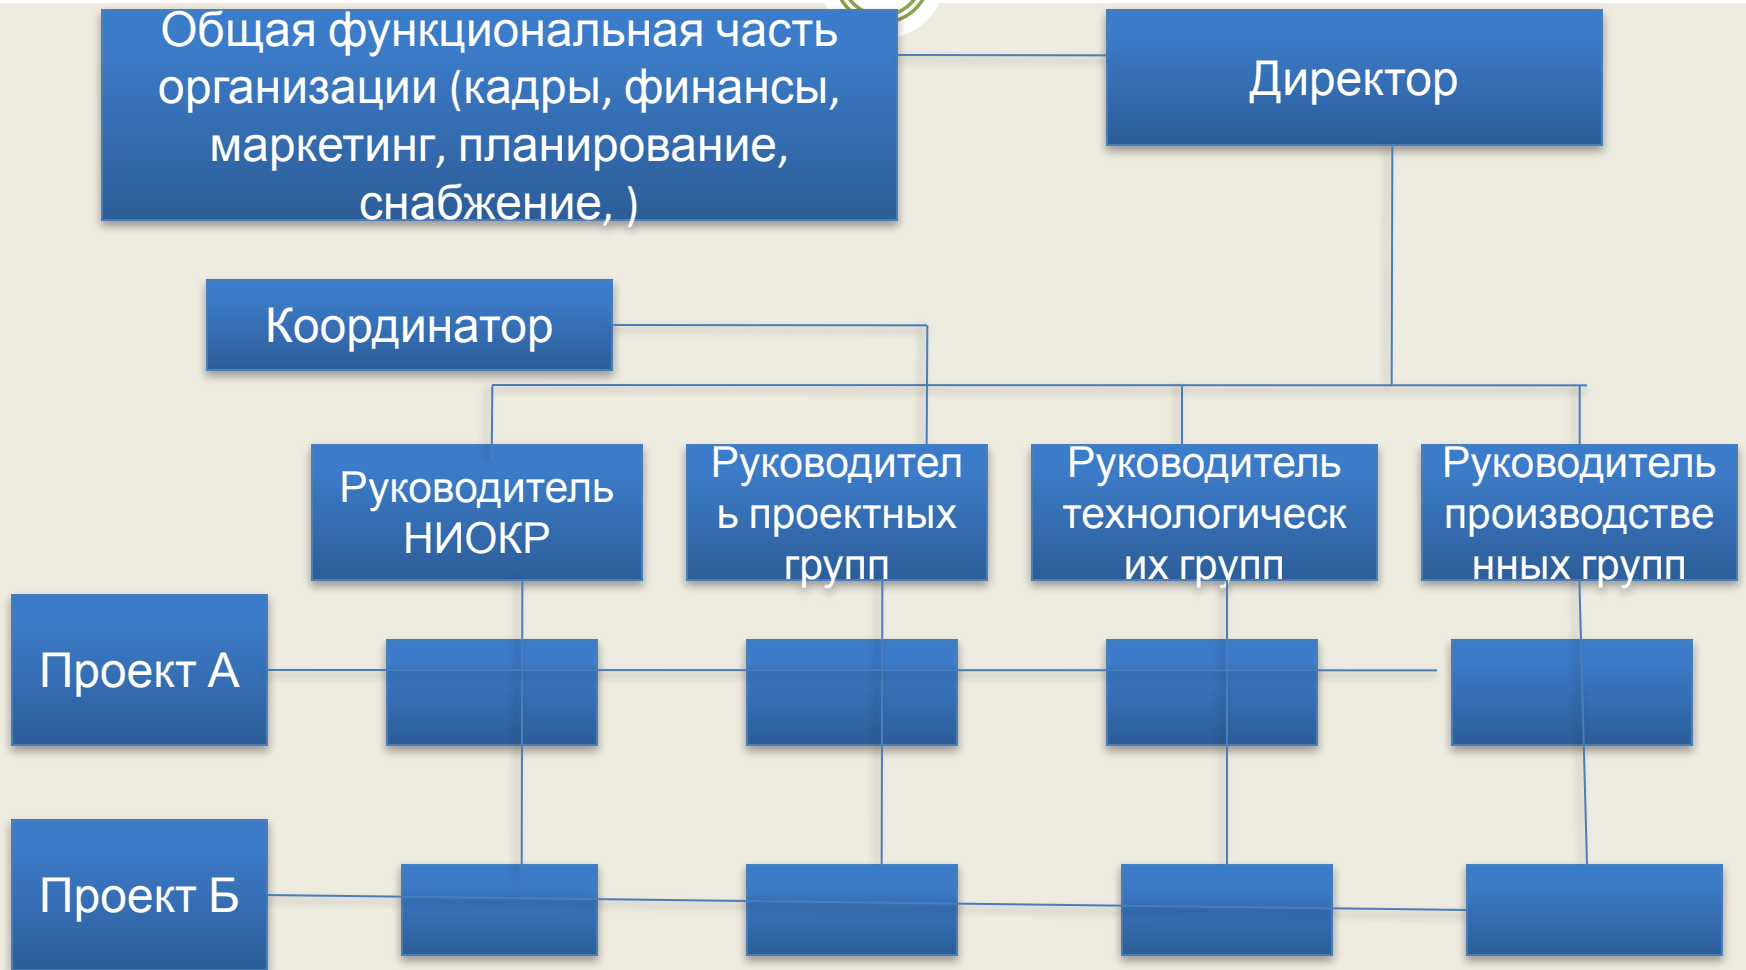 Общая функциональная часть
организации (кадры, финансы,
маркетинг, планирование,
снабжение, )
Директор
Координатор
Руководитель
НИОКР
Руководител
ь проектных
групп
Руководитель
технологическ
их групп
Руководитель
производстве
нных групп
Проект А
Проект Б